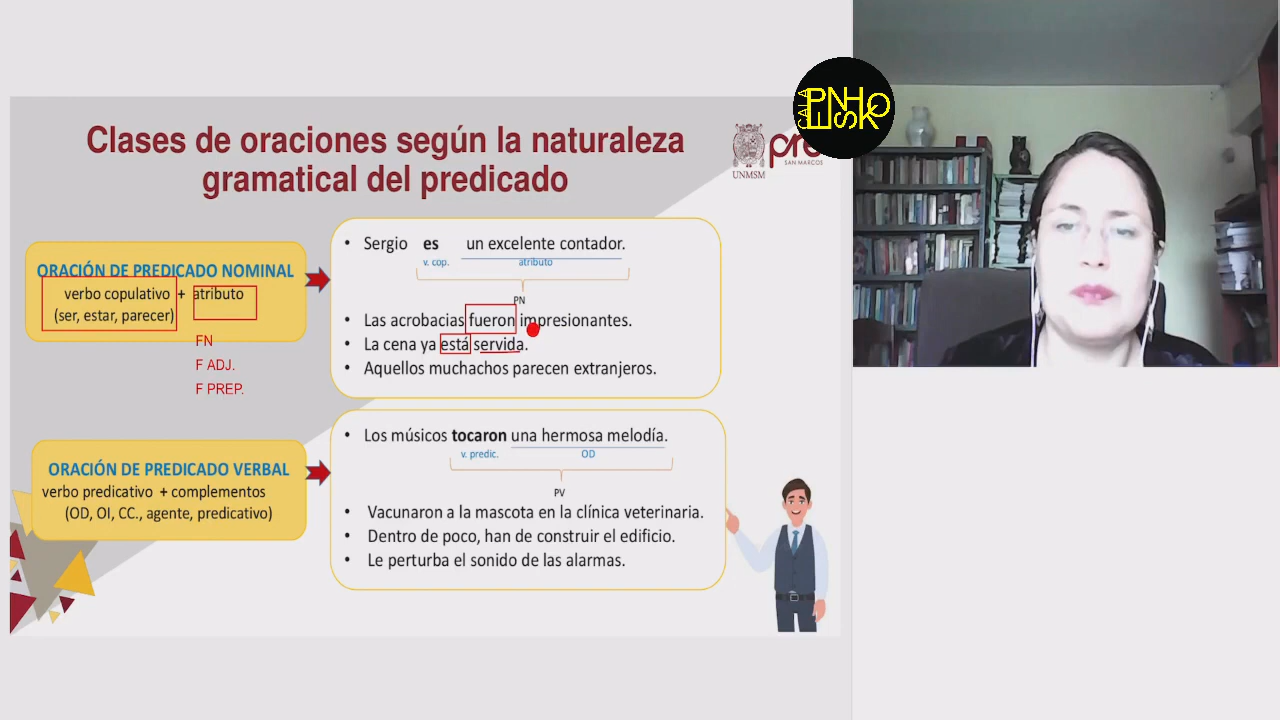 Clases de oraciones según la naturaleza
gramatical del predicado
UNMSM
pre
SAN MARCOS
CALA
PNHO
ESK
ORACIÓN DE PREDICADO NOMINAL
verbo copulativo + atributo
(ser, estar, parecer)
FN
F ADJ.
F PREP.
• Sergio es un excelente contador.
v. cop. atributo
PN
• Las acrobacias fueron impresionantes.
• La cena ya está servida.
• Aquellos muchachos parecen extranjeros.
ORACIÓN DE PREDICADO VERBAL
verbo predicativo + complementos
(OD, OI, CC., agente, predicativo)
• Los músicos tocaron una hermosa melodía.
v. predic. OD
PV
• Vacunaron a la mascota en la clínica veterinaria.
• Dentro de poco, han de construir el edificio.
• Le perturba el sonido de las alarmas.